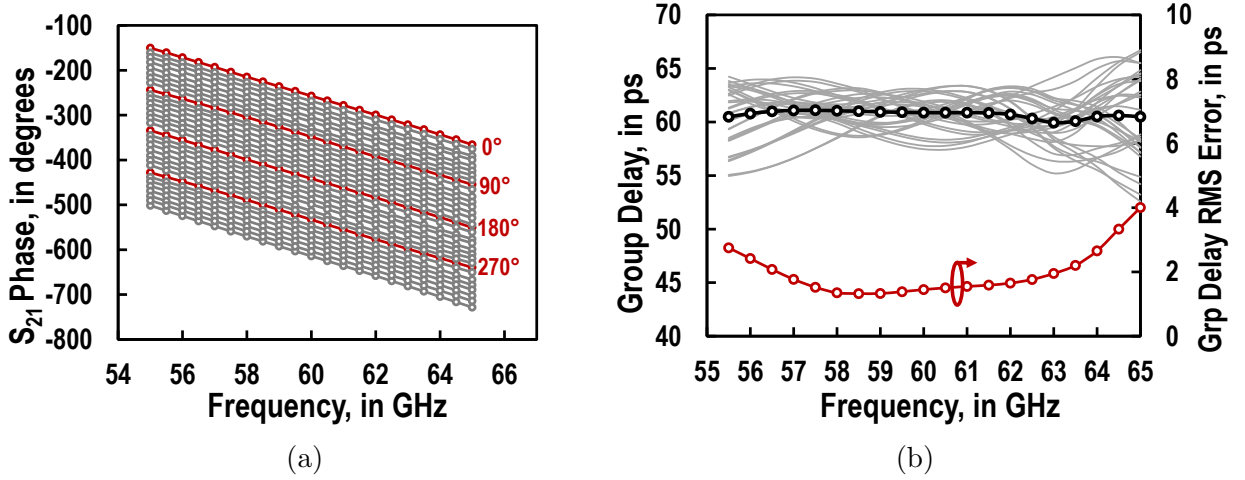 S21 Phase, in degrees
-100
-200
-300
-400
-500
-600
-700
-800
0°
90°
180°
270°
54 56 58 60 62 64 66
Frequency, in GHz
(a)
Group Delay, in ps
70
65
60
55
50
45
40
10
8
6
4
2
0
Grp Delay RMS Error, in ps
55 56 57 58 59 60 61 62 63 64 65
Frequency, in GHz
(b)